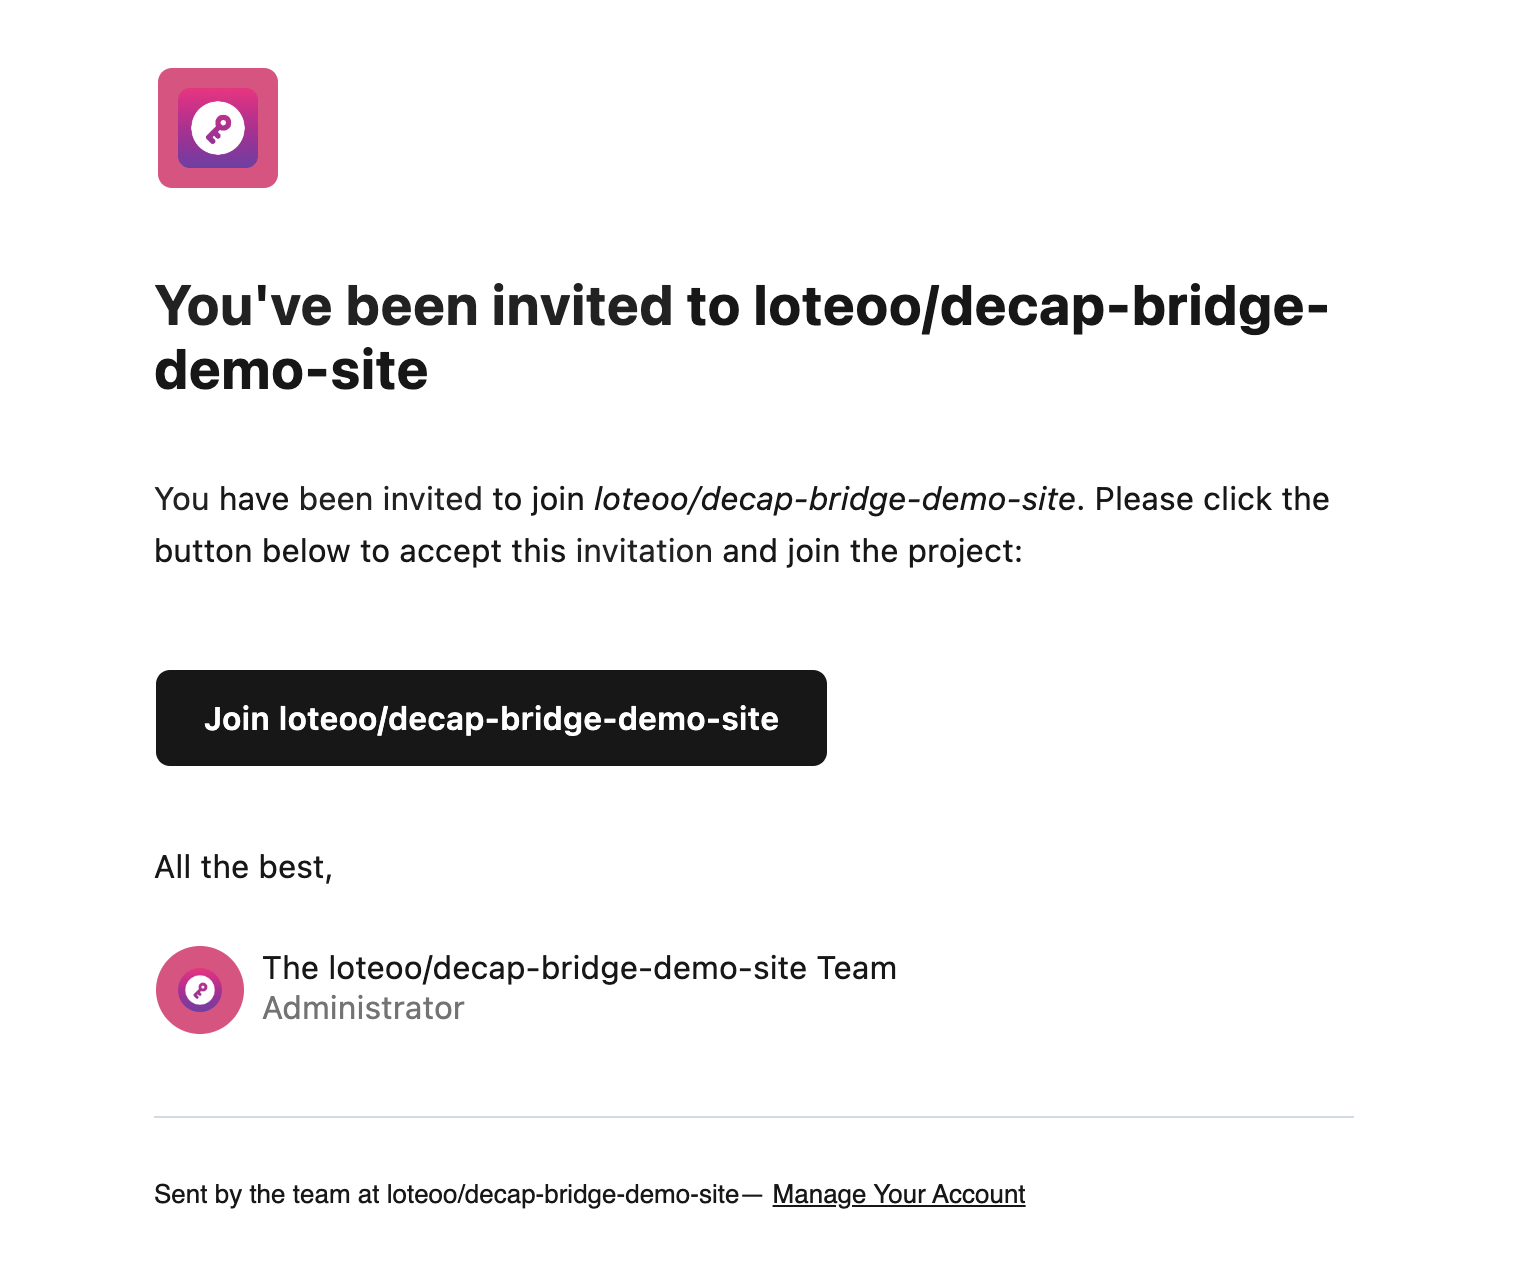 You've been invited to loteoo/decap-bridge-
demo-site
You have been invited to join loteoo/decap-bridge-demo-site. Please click the
button below to accept this invitation and join the project:
Join loteoo/decap-bridge-demo-site
All the best,
The loteoo/decap-bridge-demo-site Team
Administrator
Sent by the team at loteoo/decap-bridge-demo-site— Manage Your Account